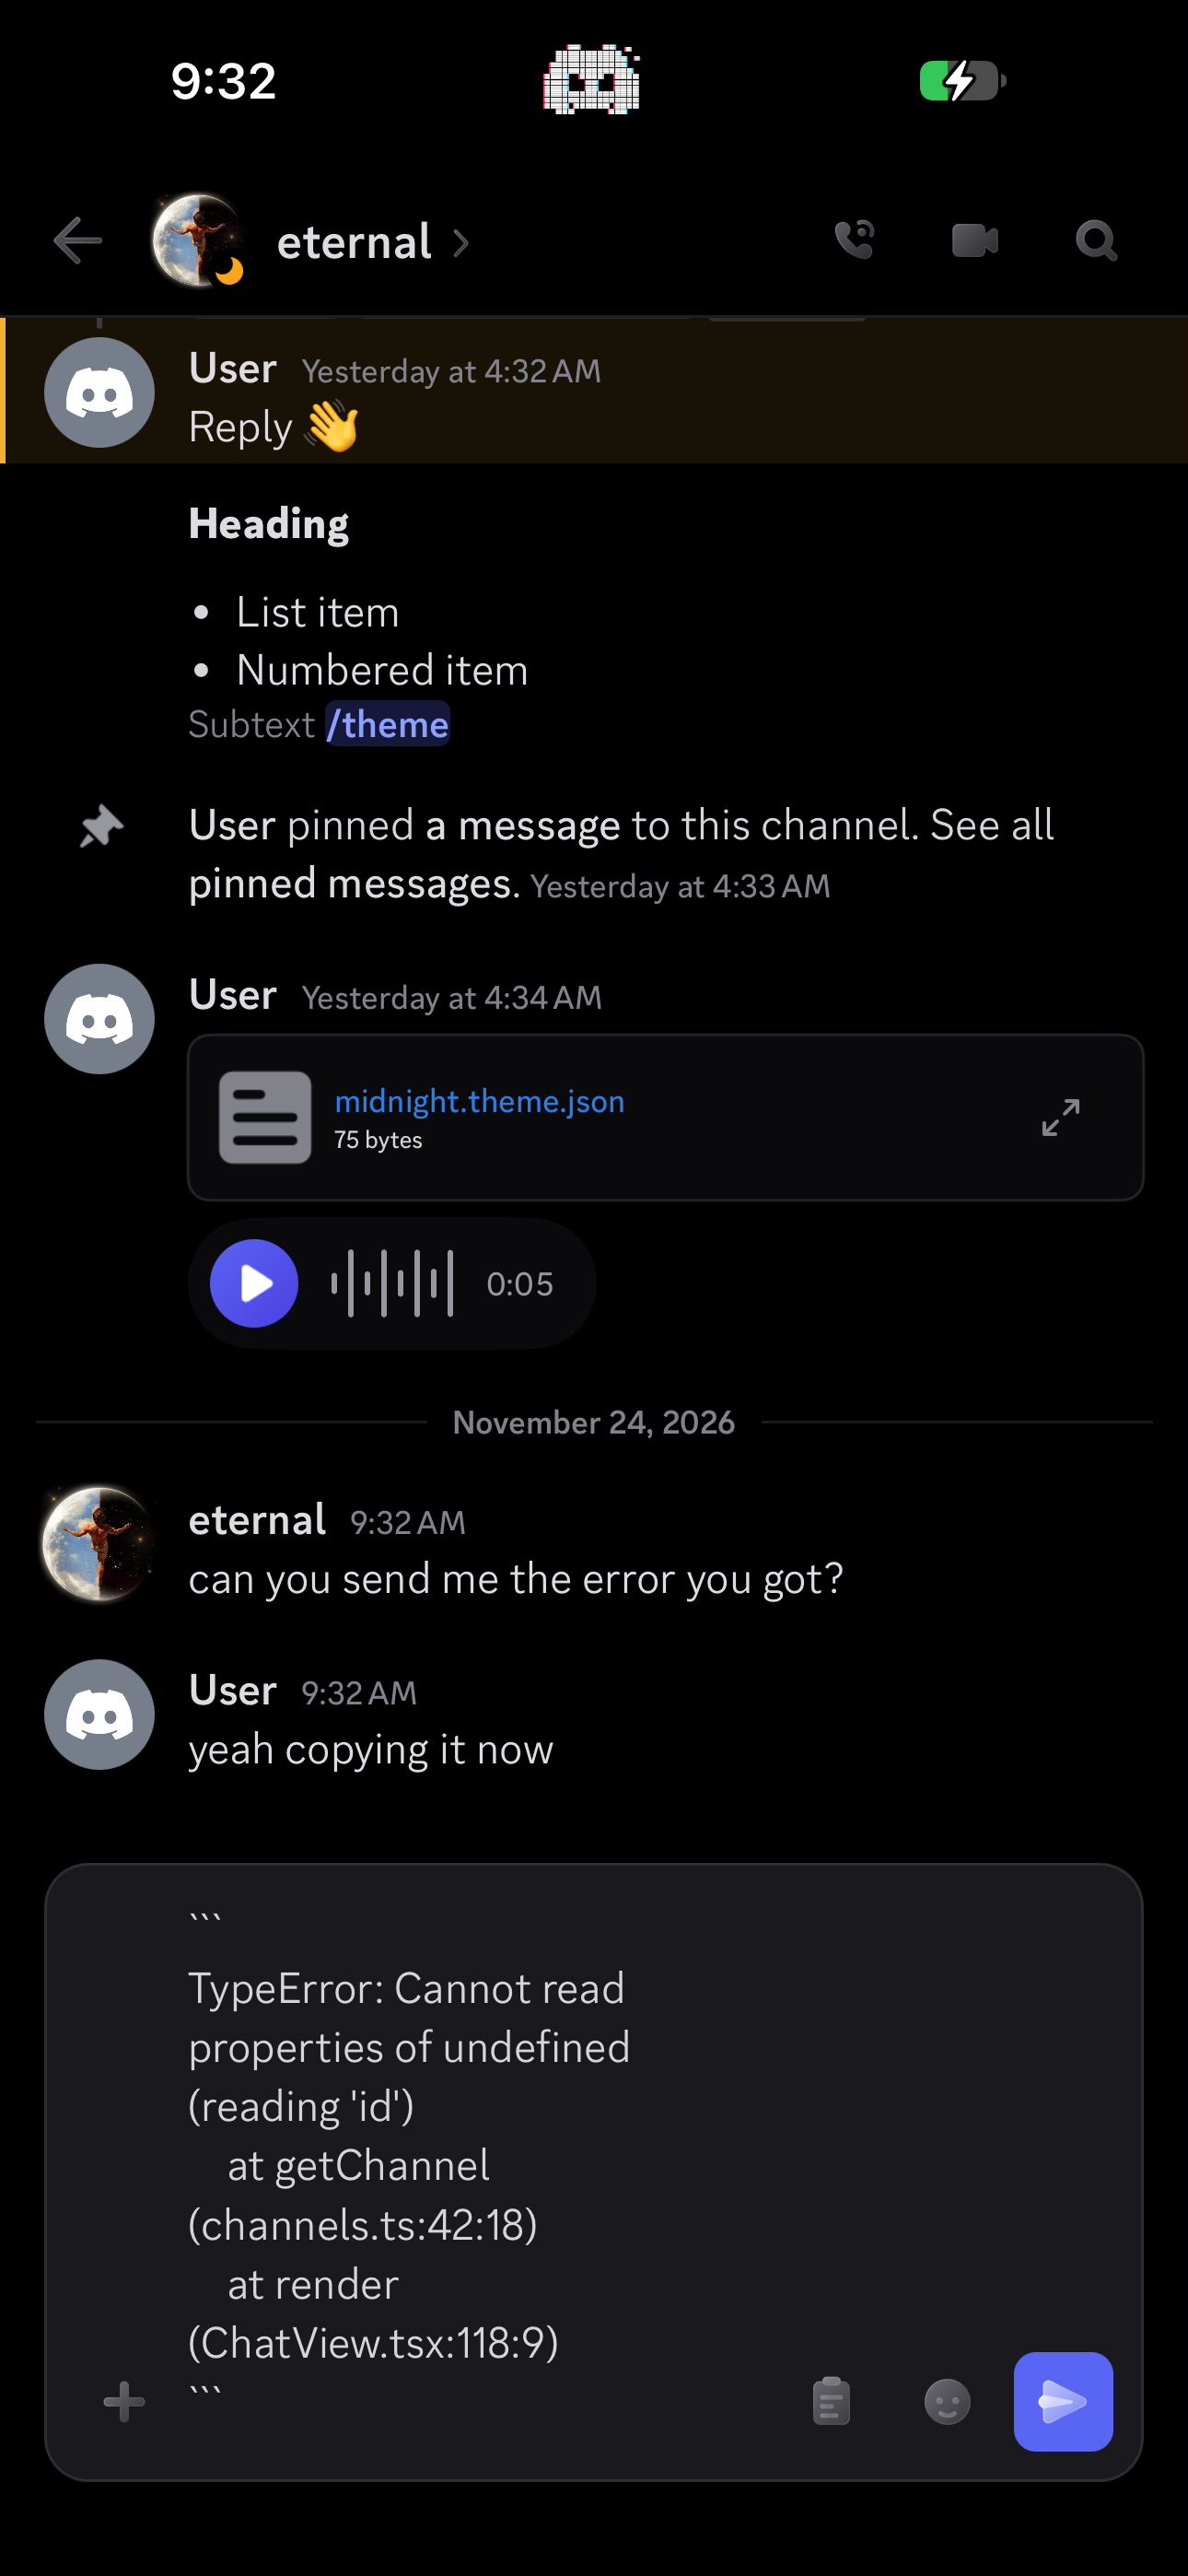 9:32
eternal
User Yesterday at 4:32 AM
Reply 👋
Heading
• List item
• Numbered item
Subtext /theme
User pinned a message to this channel. See all
pinned messages. Yesterday at 4:33 AM
User Yesterday at 4:34 AM
midnight.theme.json
75 bytes
0:05
November 24, 2026
eternal 9:32 AM
can you send me the error you got?
User 9:32 AM
yeah copying it now
```
TypeError: Cannot read
properties of undefined
(reading 'id')
    at getChannel
(channels.ts:42:18)
    at render
(ChatView.tsx:118:9)
```